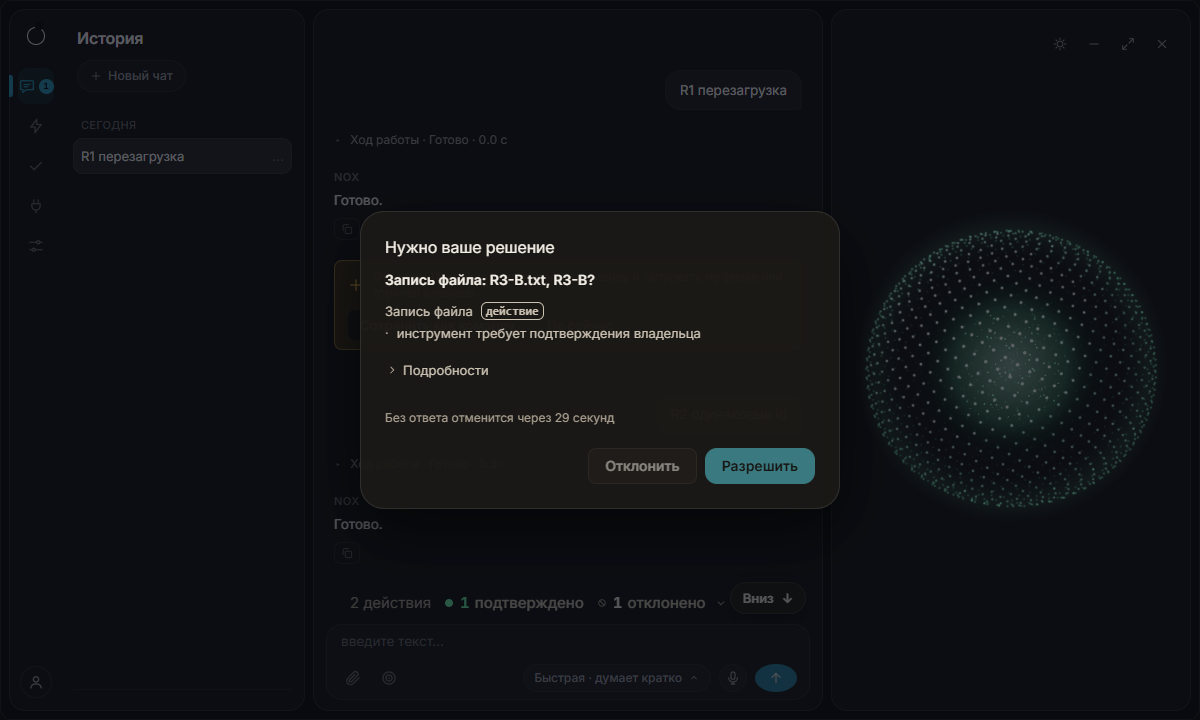 История
+ Новый чат
1
СЕГОДНЯ
R1 перезагрузка
...
R1 перезагрузка
· Ход работы · Готово · 0.0 с
NOX
Готово.
Нужно ваше решение
Запись файла: R3-B.txt, R3-B?
Запись файла действие
· инструмент требует подтверждения владельца
Подробности
Без ответа отменится через 29 секунд
Отклонить
Разрешить
NOX
Готово.
2 действия 1 подтверждено 1 отклонено
Вниз ↓
введите текст...
Быстрая · думает кратко